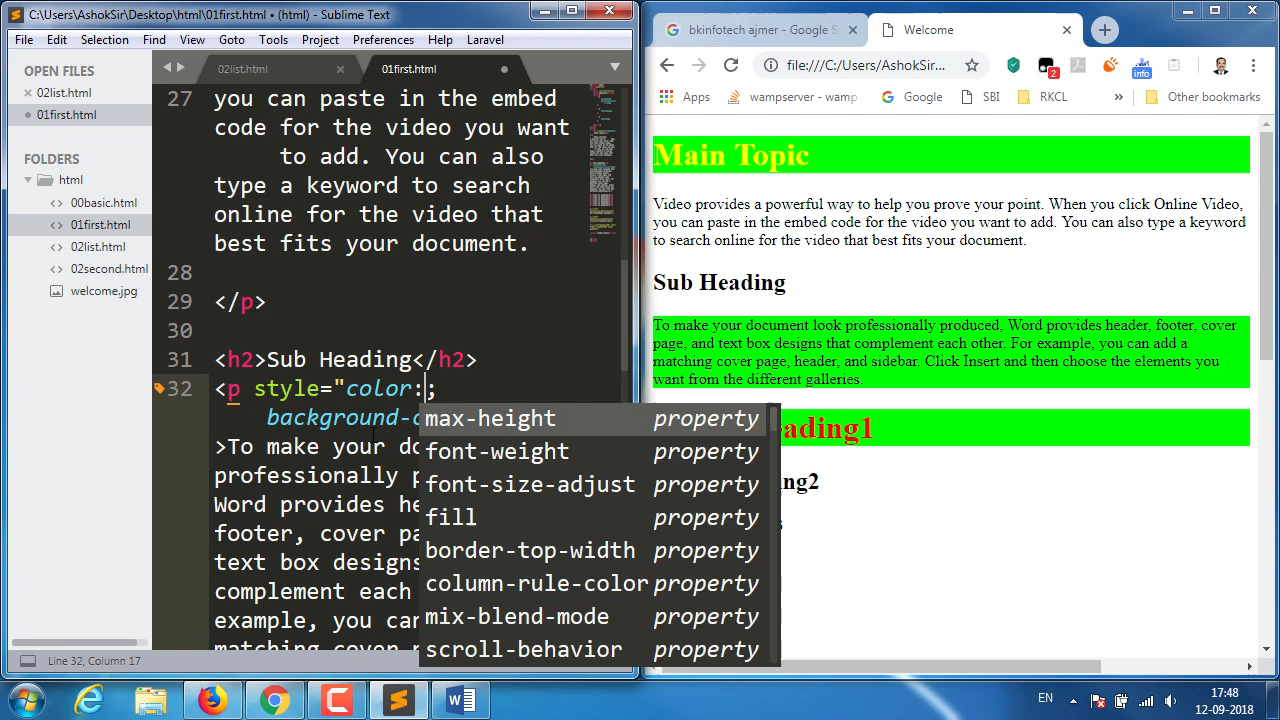 C:\Users\AshokSir\Desktop\html\01first.html • (html) - Sublime Text
File Edit Selection Find View Goto Tools Project Preferences Help Laravel
OPEN FILES
02list.html
01first.html
FOLDERS
html
00basic.html
01first.html
02list.html
02second.html
welcome.jpg
02list.html
01first.html
27 you can paste in the embed
code for the video you want
to add. You can also
type a keyword to search
online for the video that
best fits your document.
28
29 </p>
30
31 <h2>Sub Heading</h2>
32 <p style="color:;
background-c
>To make your do
professionally p
Word provides he
footer, cover pa
text box designs
complement each
example, you can
matching cover p
max-height property
font-weight property
font-size-adjust property
fill property
border-top-width property
column-rule-color property
mix-blend-mode property
scroll-behavior property
Line 32, Column 17
bkinfotech ajmer - Google S
Welcome
file:///C:/Users/AshokSir...
2
info
Apps wampserver - wamp Google SBI RKCL » Other bookmarks
Main Topic
Video provides a powerful way to help you prove your point. When you click Online Video,
you can paste in the embed code for the video you want to add. You can also type a keyword
to search online for the video that best fits your document.
Sub Heading
To make your document look professionally produced, Word provides header, footer, cover
page, and text box designs that complement each other. For example, you can add a
matching cover page, header, and sidebar. Click Insert and then choose the elements you
want from the different galleries.
eading1
ing2
s
EN
17:48
12-09-2018